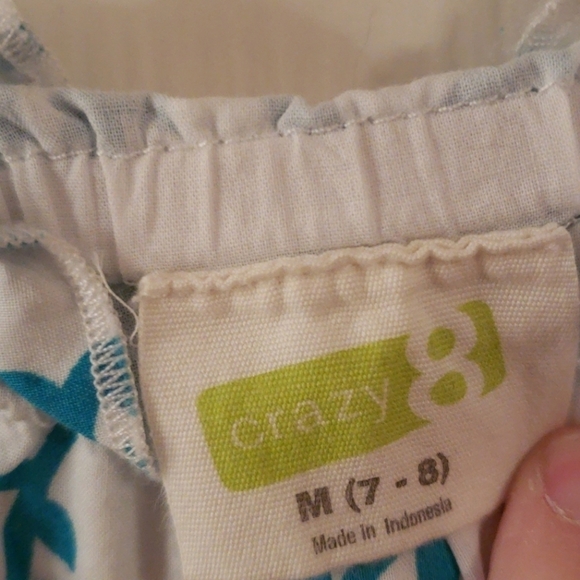 crazy 8
M (7 - 8)
Made in Indonesia